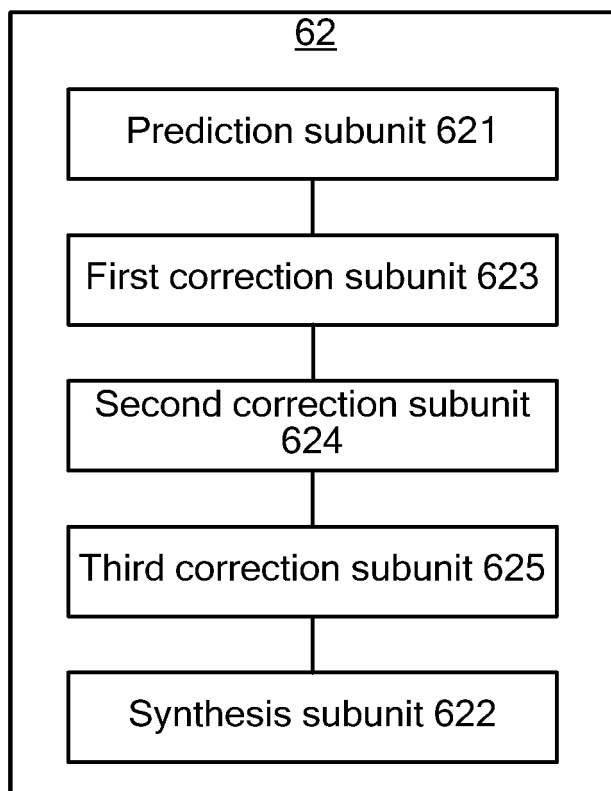 62
Prediction subunit 621
First correction subunit 623
Second correction subunit
624
Third correction subunit 625
Synthesis subunit 622